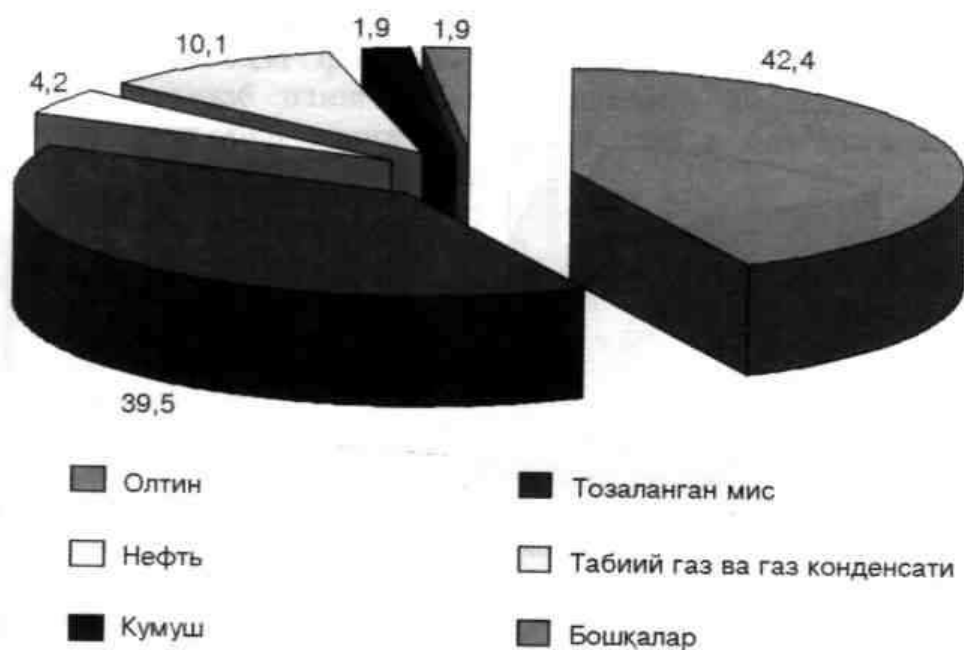 1,9 1,9
10,1 42,4
4,2
39,5
Олтин Тозаланган мис
Нефть Табиий газ ва газ конденсати
Кумуш Бошқалар